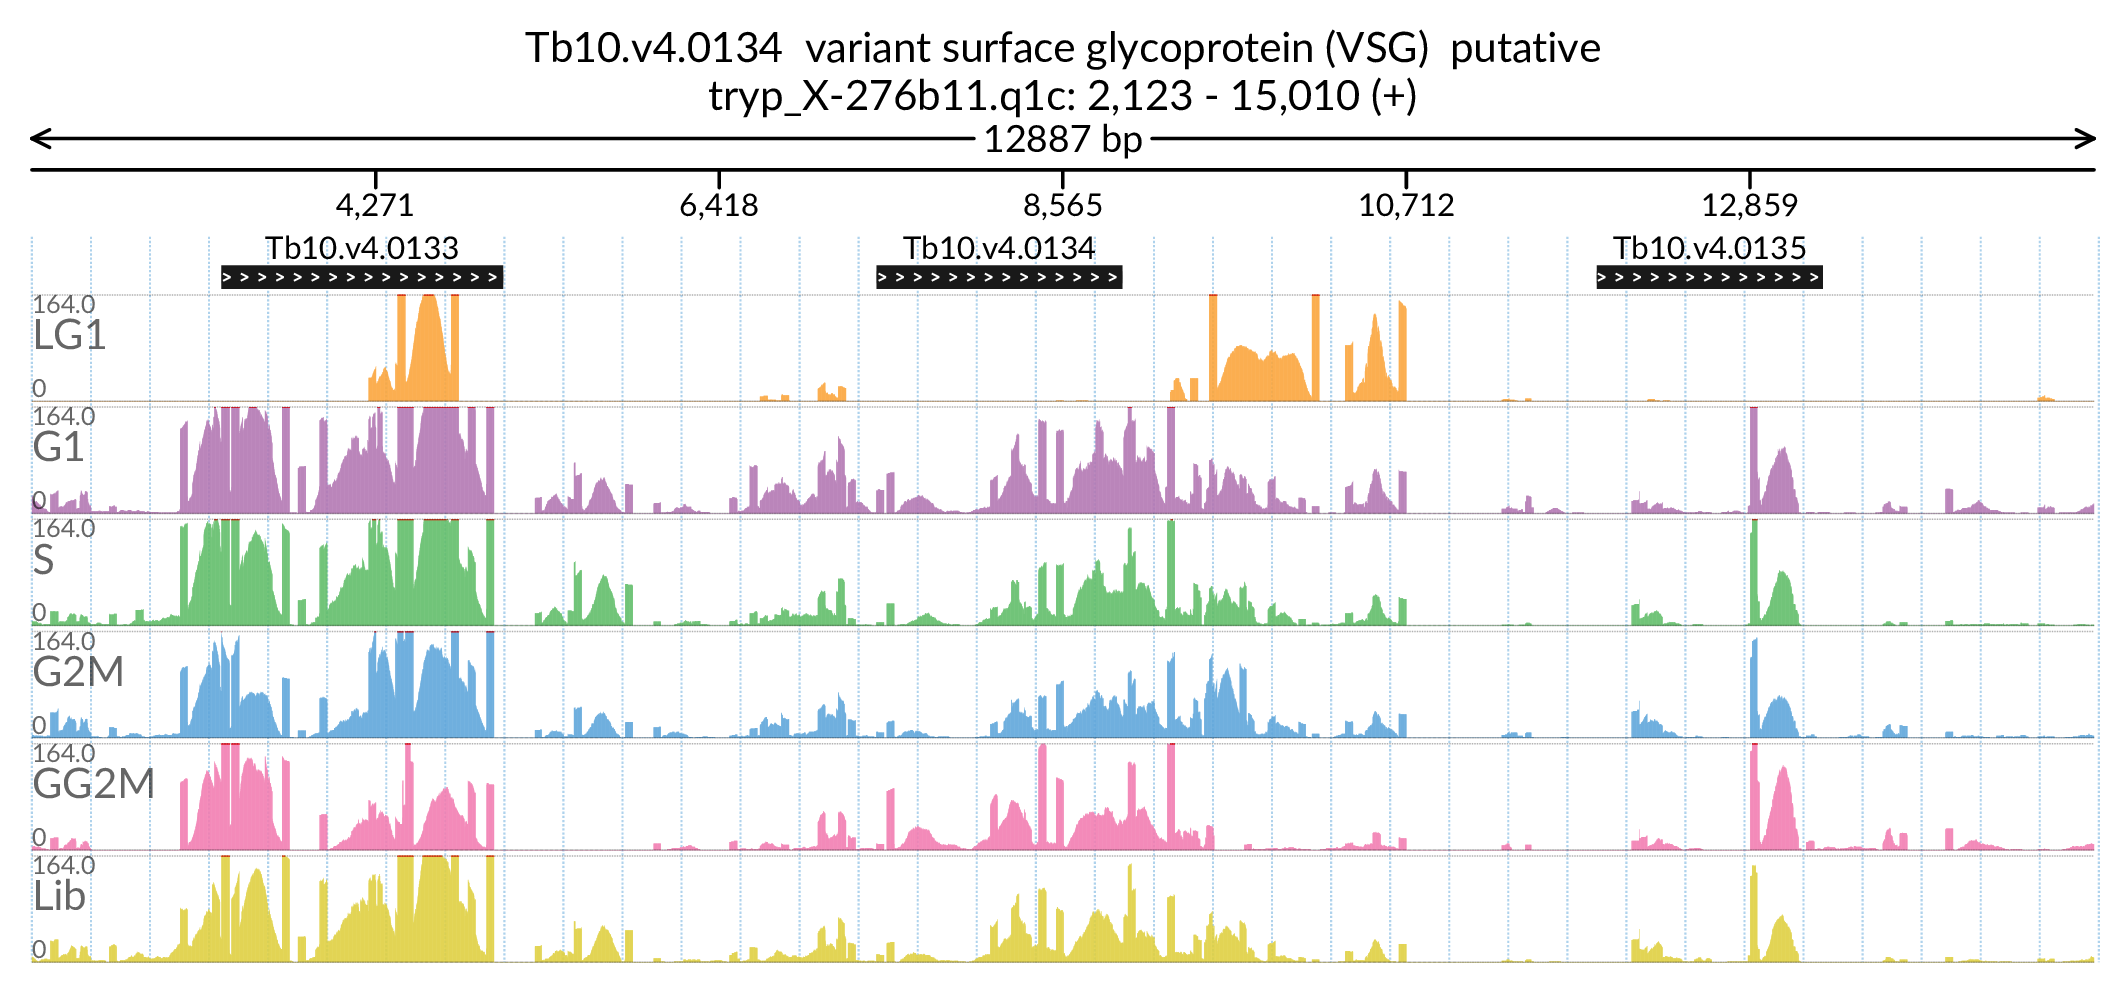 Tb10.v4.0134 variant surface glycoprotein (VSG) putative
tryp_X-276b11.q1c: 2,123 - 15,010 (+)
12887 bp
4,271 6,418 8,565 10,712 12,859
Tb10.v4.0133 Tb10.v4.0134 Tb10.v4.0135
164.0
LG1
0
164.0
G1
0
164.0
S
0
164.0
G2M
0
164.0
GG2M
0
164.0
Lib
0